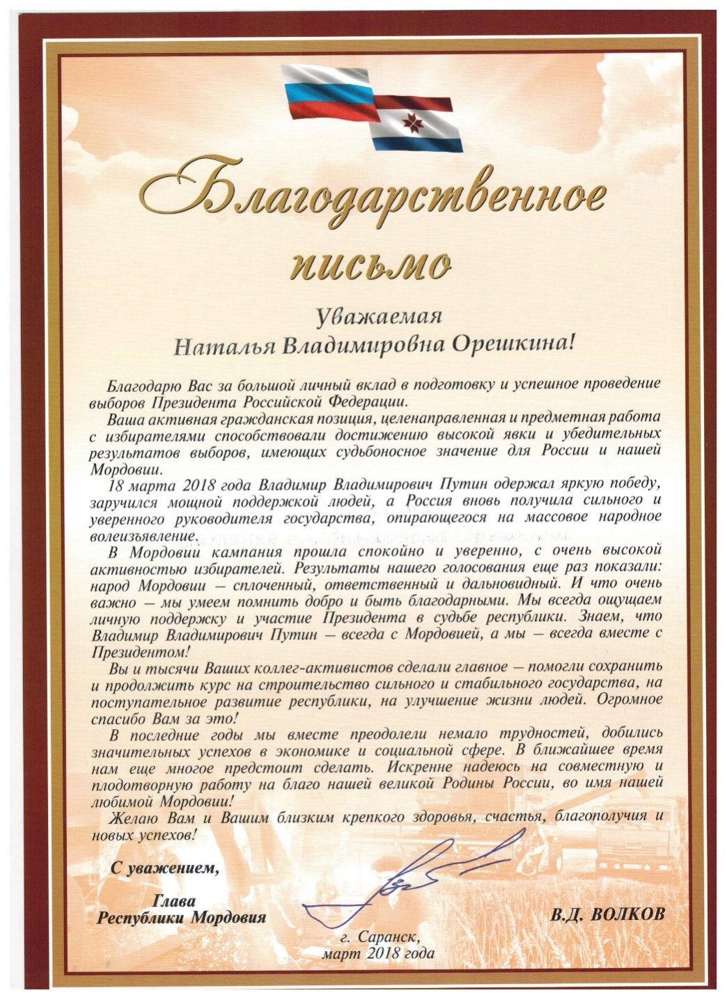 Благодарственное
письмо
Уважаемая
Наталья Владимировна Орешкина!
Благодарю Вас за большой личный вклад в подготовку и успешное проведение
выборов Президента Российской Федерации.
Ваша активная гражданская позиция, целенаправленная и предметная работа
с избирателями способствовали достижению высокой явки и убедительных
результатов выборов, имеющих судьбоносное значение для России и нашей
Мордовии.
18 марта 2018 года Владимир Владимирович Путин одержал яркую победу,
заручился мощной поддержкой людей, а Россия вновь получила сильного и
уверенного руководителя государства, опирающегося на массовое народное
волеизъявление.
В Мордовии кампания прошла спокойно и уверенно, с очень высокой
активностью избирателей. Результаты нашего голосования еще раз показали:
народ Мордовии – сплоченный, ответственный и дальновидный. И что очень
важно – мы умеем помнить добро и быть благодарными. Мы всегда ощущаем
личную поддержку и участие Президента в судьбе республики. Знаем, что
Владимир Владимирович Путин – всегда с Мордовией, а мы – всегда вместе с
Президентом!
Вы и тысячи Ваших коллег-активистов сделали главное – помогли сохранить
и продолжить курс на строительство сильного и стабильного государства, на
поступательное развитие республики, на улучшение жизни людей. Огромное
спасибо Вам за это!
В последние годы мы вместе преодолели немало трудностей, добились
значительных успехов в экономике и социальной сфере. В ближайшее время
нам еще многое предстоит сделать. Искренне надеюсь на совместную и
плодотворную работу на благо нашей великой Родины России, во имя нашей
любимой Мордовии!
Желаю Вам и Вашим близким крепкого здоровья, счастья, благополучия и
новых успехов!
С уважением,
Глава
Республики Мордовия
В.Д. ВОЛКОВ
г. Саранск,
март 2018 года